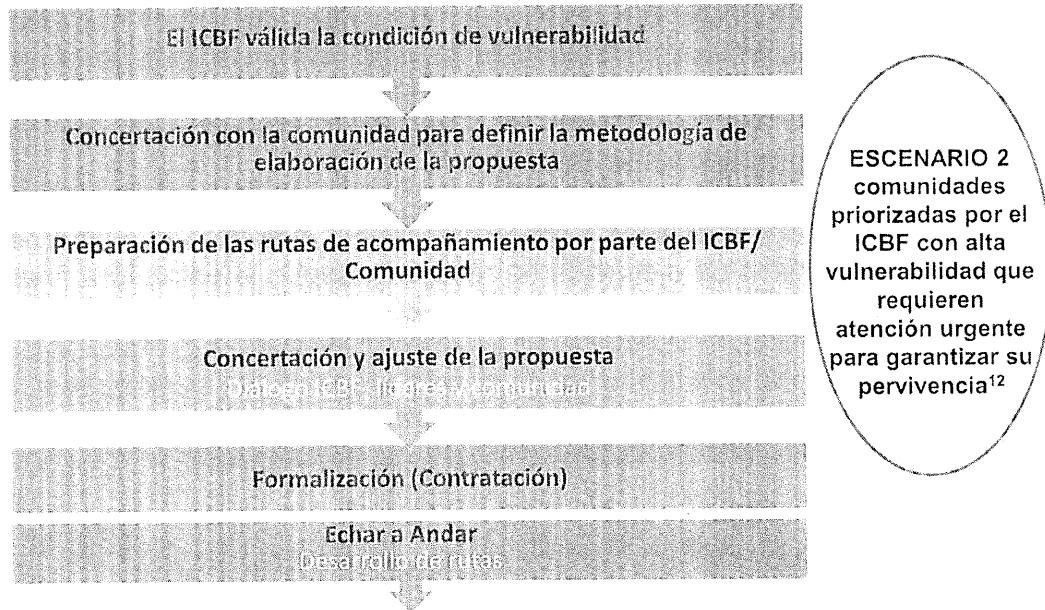 El ICBF válida la condición de vulnerabilidad
Concertación con la comunidad para definir la metodología de
elaboración de la propuesta
Preparación de las rutas de acompañamiento por parte del ICBF/
Comunidad
Concertación y ajuste de la propuesta
Diálogo ICBF, líderes y comunidad
Formalización (Contratación)
Echar a Andar
Desarrollo de rutas
ESCENARIO 2
comunidades
priorizadas por el
ICBF con alta
vulnerabilidad que
requieren
atención urgente
para garantizar su
pervivencia¹²